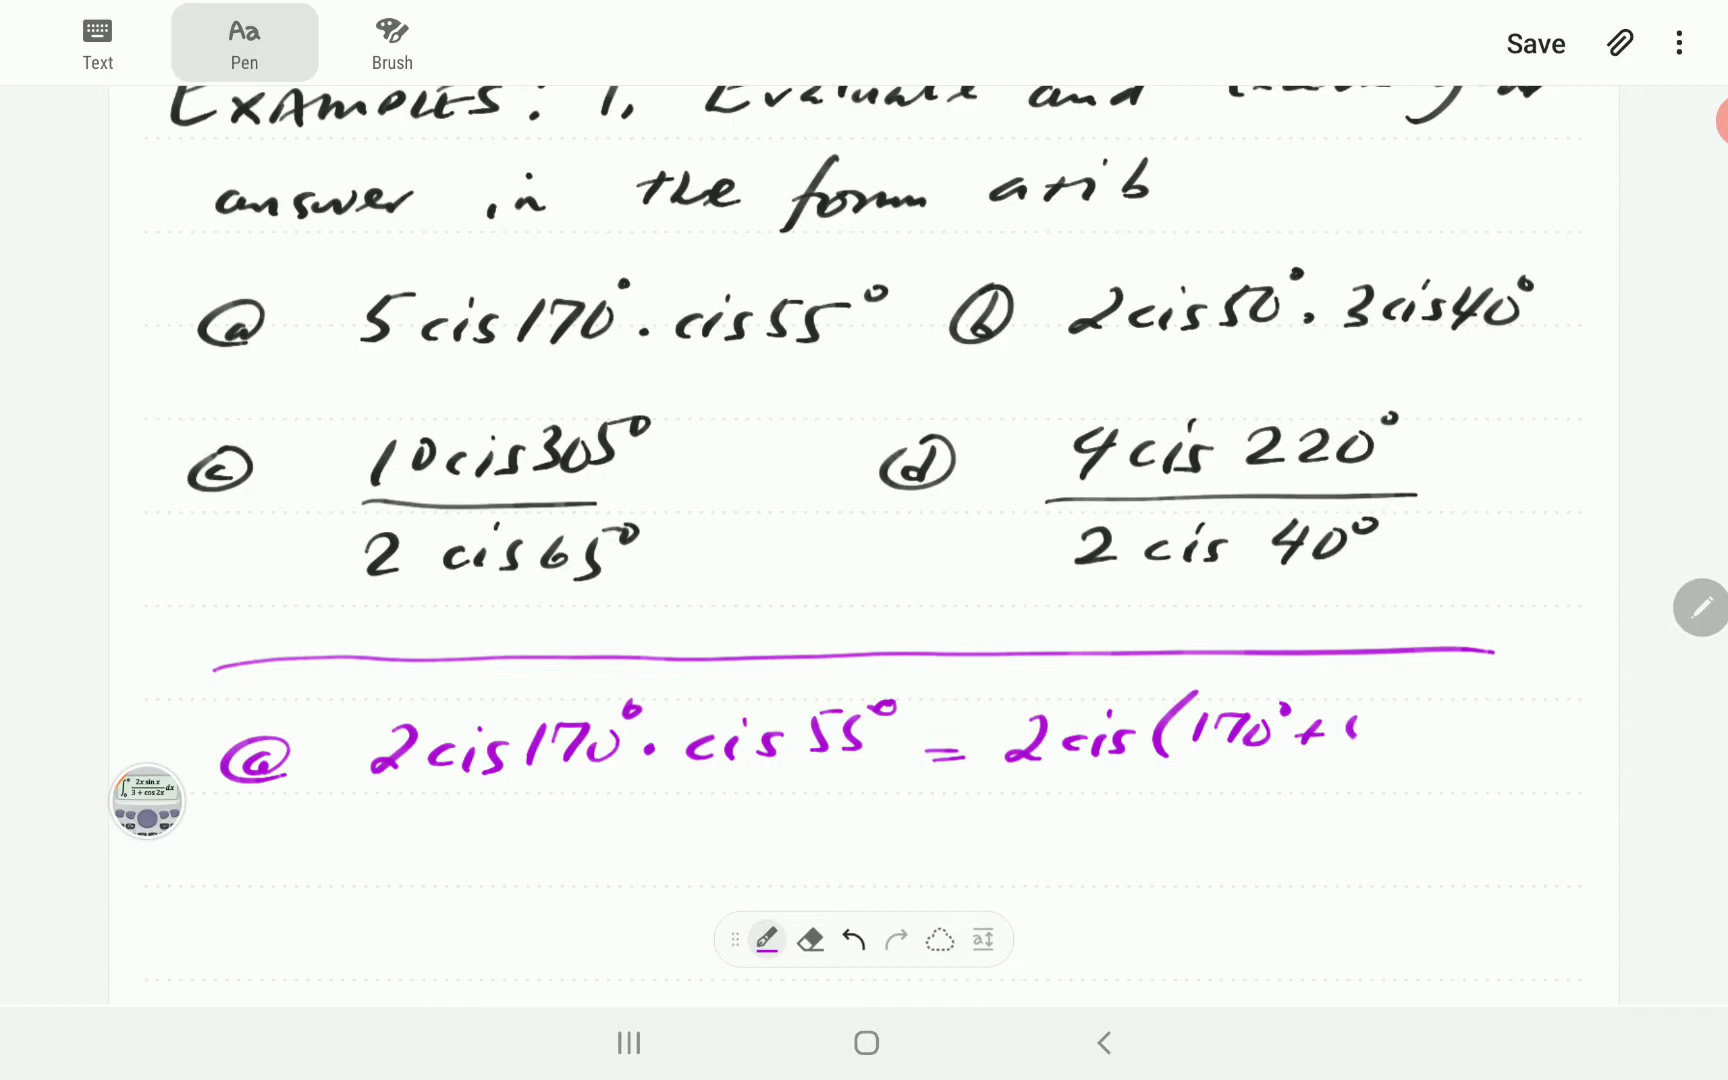 Text Pen Brush Save
EXAMPLES: 1, Evaluate and
answer in the form a+ib
ⓐ 5cis170°.cis55° ⓑ 2cis50°.3cis40°
ⓒ 10cis305° / 2 cis65° ⓓ 4cis 220° / 2 cis 40°
ⓐ 2cis170°.cis55° = 2cis(170°+